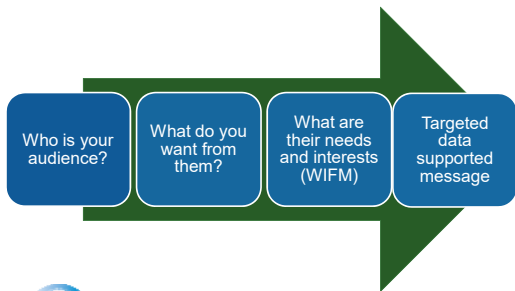 Who is your
audience?
What do you
want from
them?
What are
their needs
and interests
(WIFM)
Targeted
data
supported
message